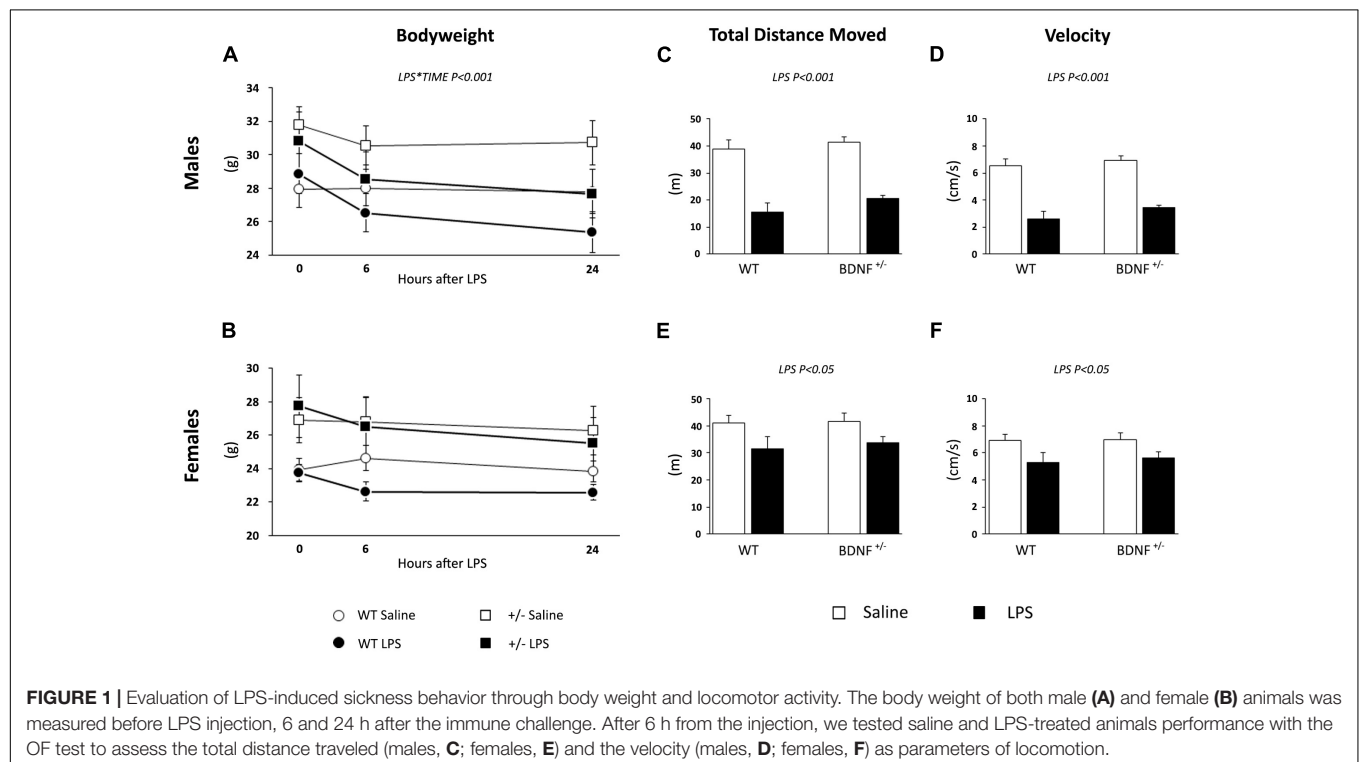 Bodyweight
Total Distance Moved
Velocity
A
LPS*TIME P<0.001
Males
(g)
34
32
30
28
26
24
0 6 24
Hours after LPS
C
LPS P<0.001
(m)
50
40
30
20
10
0
WT BDNF +/-
D
LPS P<0.001
(cm/s)
10
8
6
4
2
0
WT BDNF +/-
B
Females
(g)
30
28
26
24
22
20
0 6 24
Hours after LPS
E
LPS P<0.05
(m)
50
40
30
20
10
0
WT BDNF +/-
F
LPS P<0.05
(cm/s)
10
8
6
4
2
0
WT BDNF +/-
WT Saline +/- Saline
WT LPS +/- LPS
Saline LPS
FIGURE 1 | Evaluation of LPS-induced sickness behavior through body weight and locomotor activity. The body weight of both male (A) and female (B) animals was
measured before LPS injection, 6 and 24 h after the immune challenge. After 6 h from the injection, we tested saline and LPS-treated animals performance with the
OF test to assess the total distance traveled (males, C; females, E) and the velocity (males, D; females, F) as parameters of locomotion.